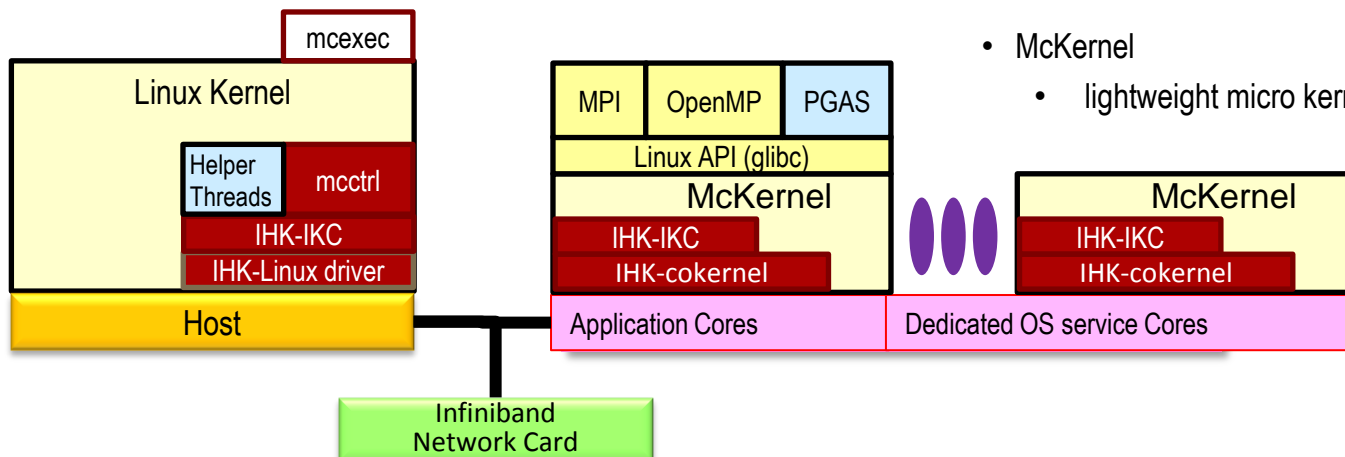 mcexec
Linux Kernel
Helper
Threads
mcctrl
IHK-IKC
IHK-Linux driver
Host
Infiniband
Network Card
MPI
OpenMP
PGAS
Linux API (glibc)
McKernel
IHK-IKC
IHK-cokernel
Application Cores
Dedicated OS service Cores
• McKernel
• lightweight micro
McKernel
IHK-IKC
IHK-cokernel